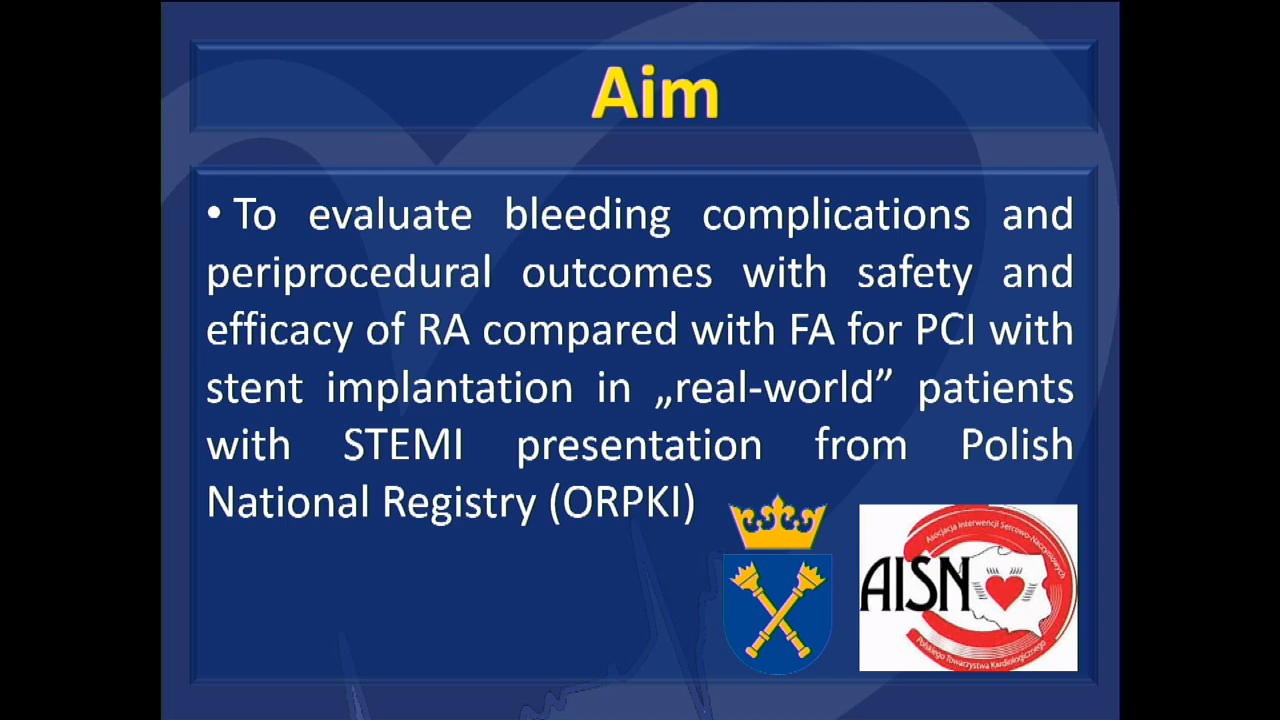 Aim
• To evaluate bleeding complications and
periprocedural outcomes with safety and
efficacy of RA compared with FA for PCI with
stent implantation in „real-world” patients
with STEMI presentation from Polish
National Registry (ORPKI)
Asocjacja Interwencji Sercowo-Naczyniowych
AISN
Polskiego Towarzystwa Kardiologicznego